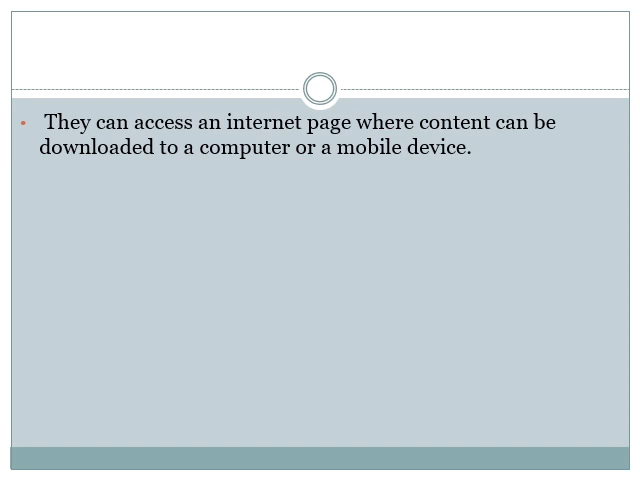 • They can access an internet page where content can be
downloaded to a computer or a mobile device.